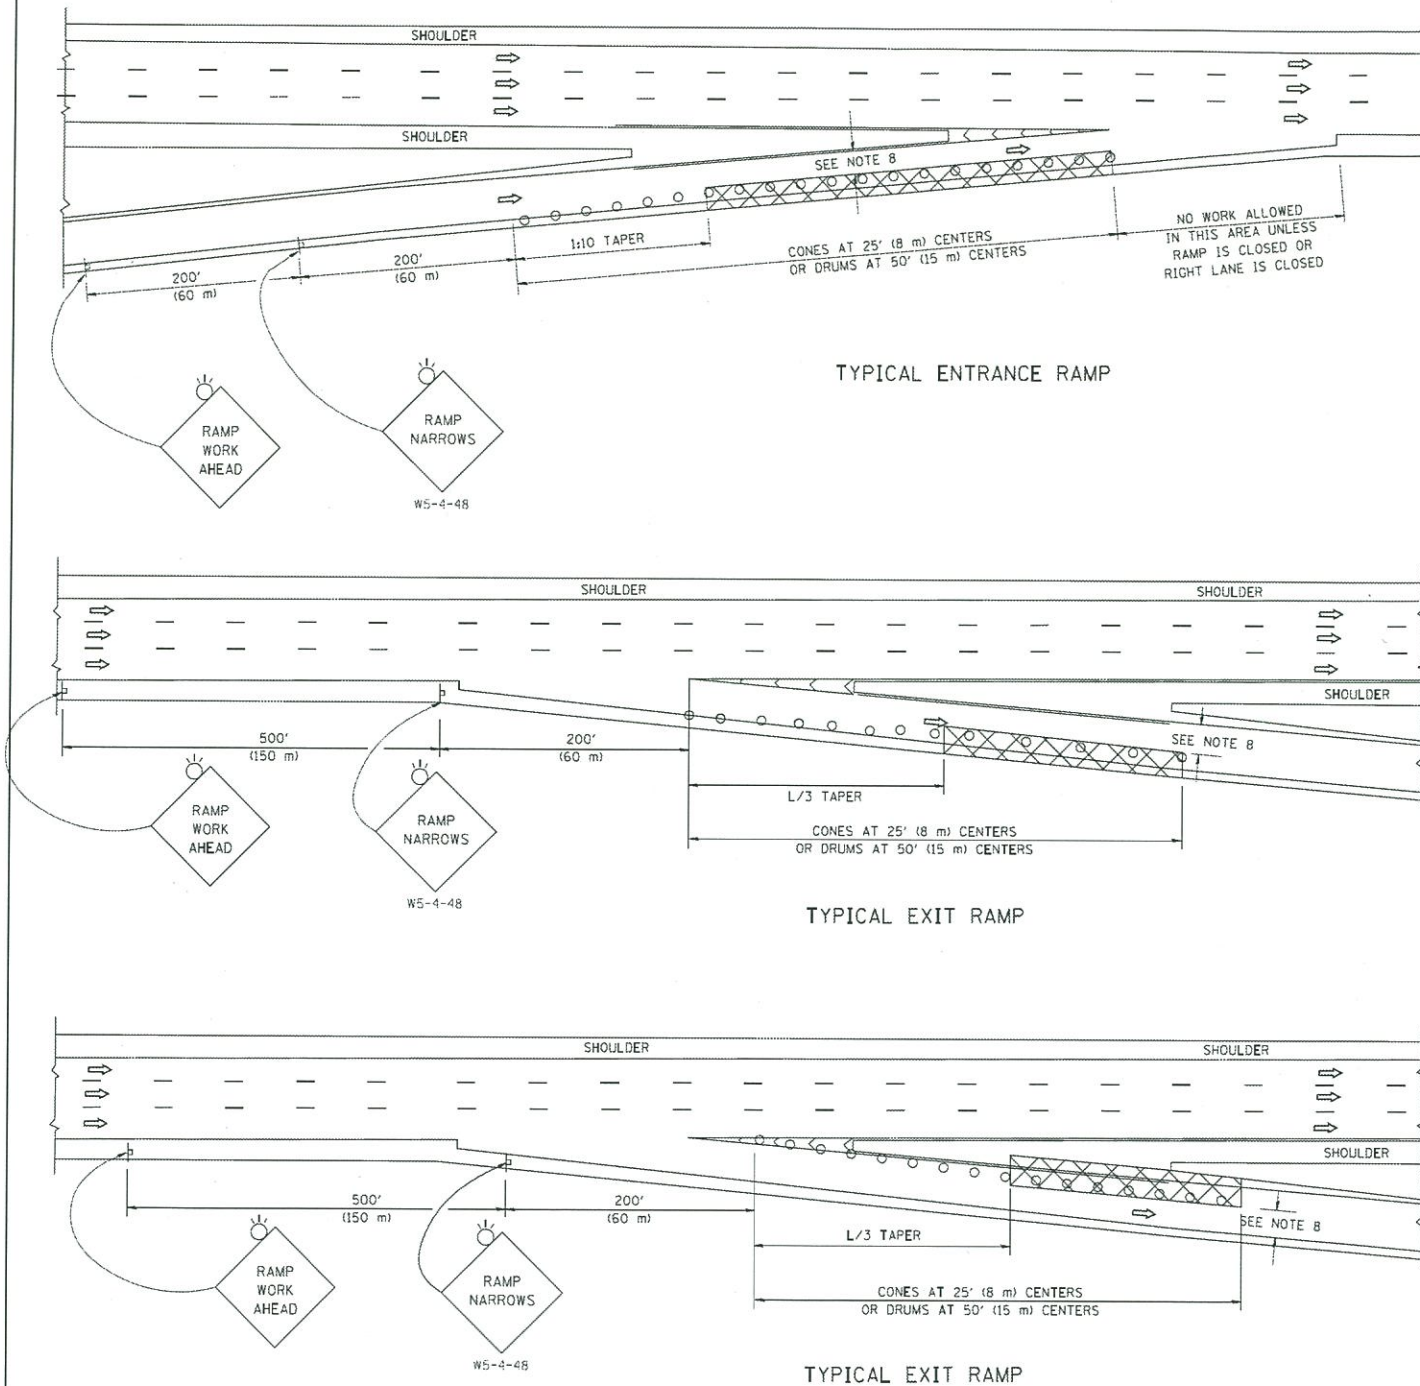 SHOULDER
SHOULDER
SEE NOTE 8
1:10 TAPER
200'
(60 m)
200'
(60 m)
CONES AT 25' (8 m) CENTERS
OR DRUMS AT 50' (15 m) CENTERS
NO WORK ALLOWED
IN THIS AREA UNLESS
RAMP IS CLOSED OR
RIGHT LANE IS CLOSED
TYPICAL ENTRANCE RAMP
RAMP
WORK
AHEAD
RAMP
NARROWS
W5-4-48
SHOULDER
SHOULDER
SHOULDER
500'
(150 m)
200'
(60 m)
SEE NOTE 8
L/3 TAPER
CONES AT 25' (8 m) CENTERS
OR DRUMS AT 50' (15 m) CENTERS
RAMP
WORK
AHEAD
RAMP
NARROWS
W5-4-48
TYPICAL EXIT RAMP
SHOULDER
SHOULDER
SHOULDER
500'
(150 m)
200'
(60 m)
SEE NOTE 8
L/3 TAPER
CONES AT 25' (8 m) CENTERS
OR DRUMS AT 50' (15 m) CENTERS
RAMP
WORK
AHEAD
RAMP
NARROWS
W5-4-48
TYPICAL EXIT RAMP